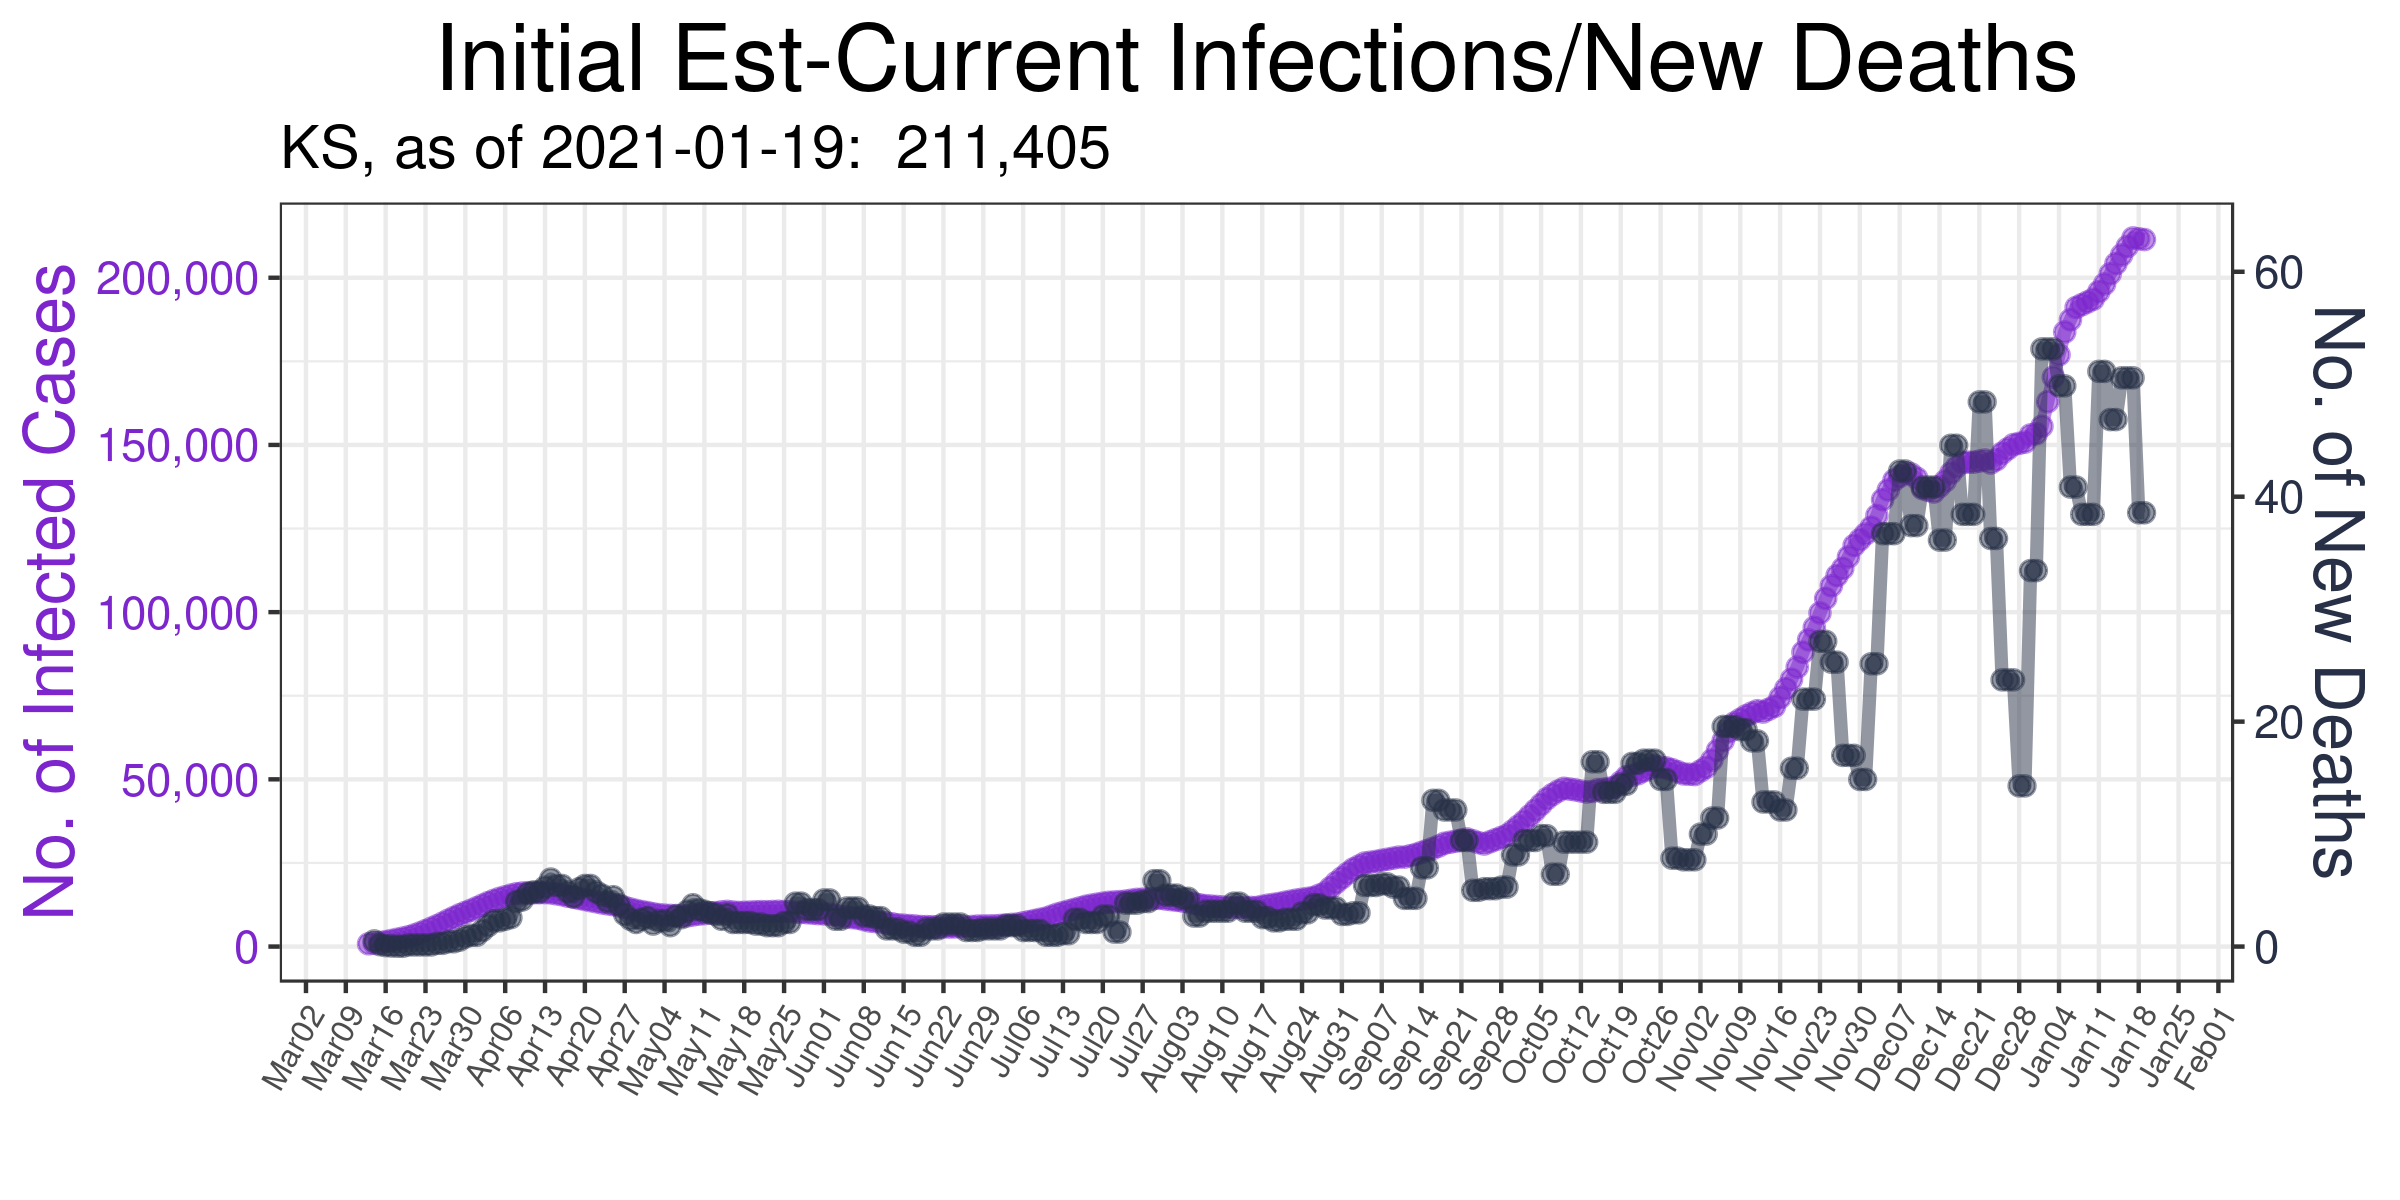 Initial Est-Current Infections/New Deaths
KS, as of 2021-01-19:  211,405
No. of Infected Cases
200,000
150,000
100,000
50,000
0
60
40
20
0
No. of New Deaths
Mar02
Mar09
Mar16
Mar23
Mar30
Apr06
Apr13
Apr20
Apr27
May04
May11
May18
May25
Jun01
Jun08
Jun15
Jun22
Jun29
Jul06
Jul13
Jul20
Jul27
Aug03
Aug10
Aug17
Aug24
Aug31
Sep07
Sep14
Sep21
Sep28
Oct05
Oct12
Oct19
Oct26
Nov02
Nov09
Nov16
Nov23
Nov30
Dec07
Dec14
Dec21
Dec28
Jan04
Jan11
Jan18
Jan25
Feb01